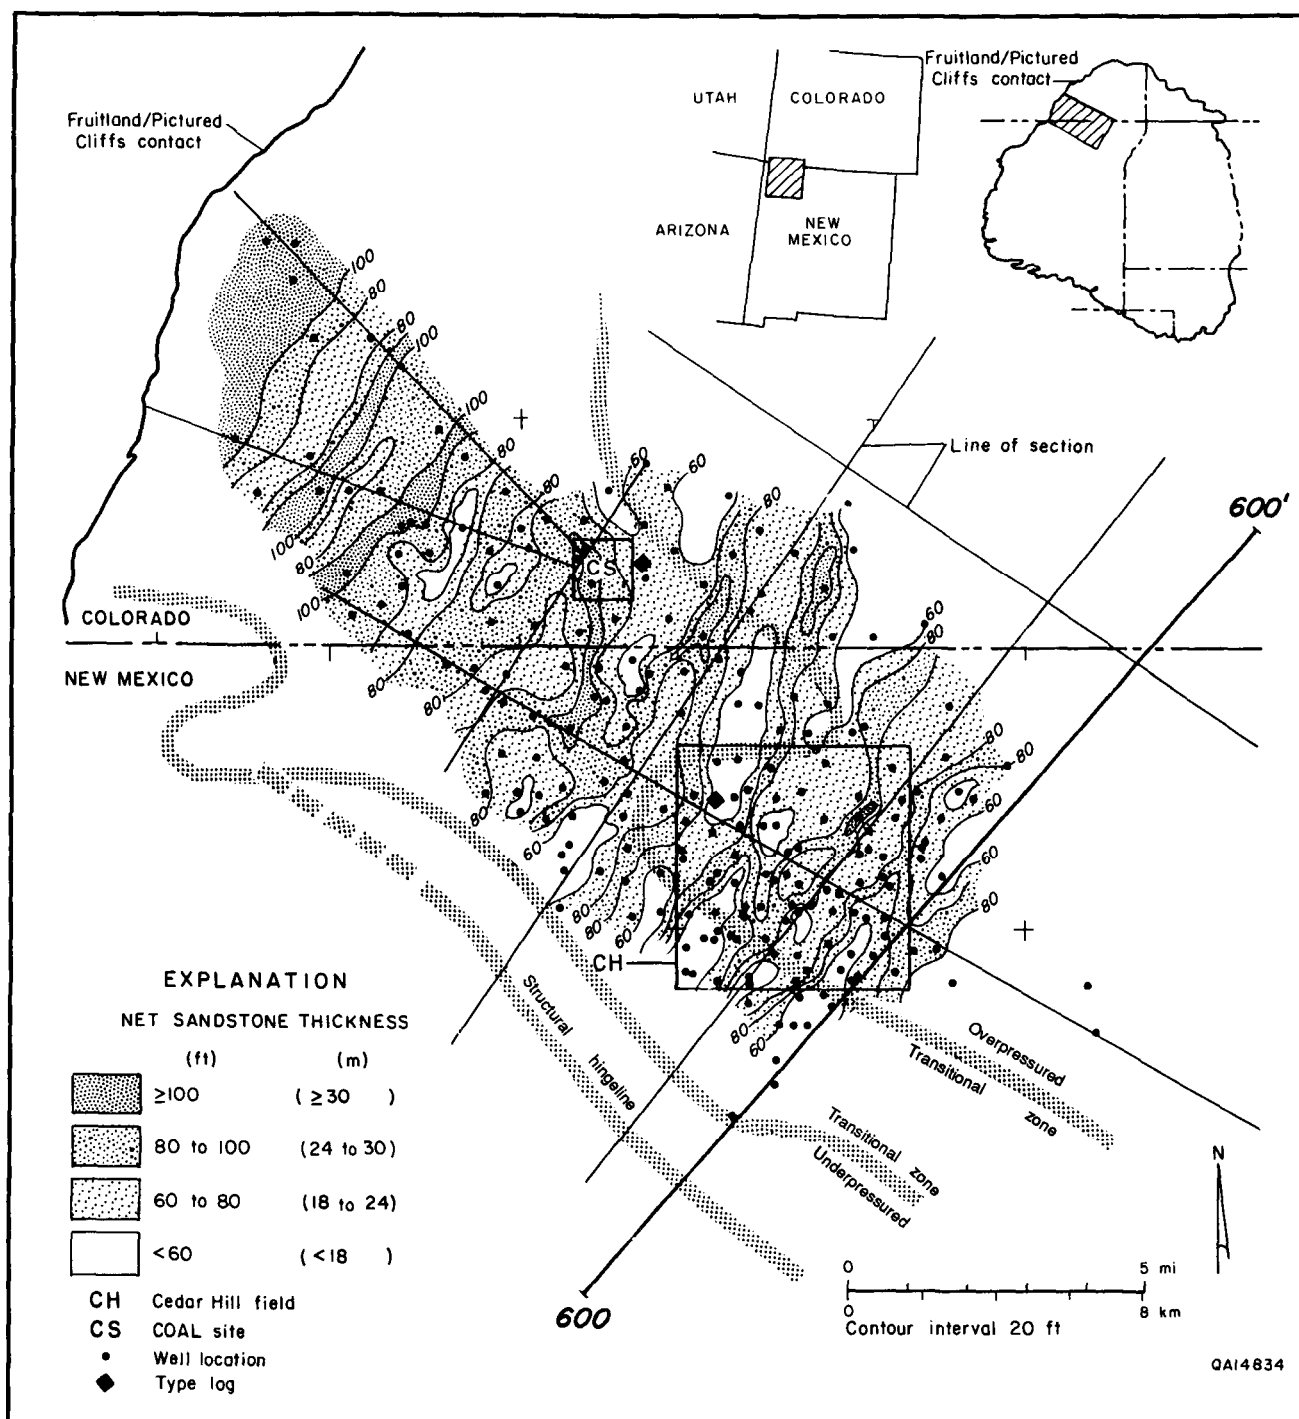 Fruitland/Pictured
Cliffs contact
UTAH
COLORADO
ARIZONA
NEW
MEXICO
Fruitland/Pictured
Cliffs contact
100
80
80
100
100
80
80
60
60
80
Line of section
600'
100
80
100
CS
COLORADO
NEW MEXICO
60
80
80
80
80
80
60
80
60
60
80
80
80
60
CH
80
60
EXPLANATION
NET SANDSTONE THICKNESS
(ft) (m)
≥100 (≥30 )
80 to 100 (24 to 30)
60 to 80 (18 to 24)
<60 (<18 )
CH Cedar Hill field
CS COAL site
Well location
Type log
Structural hingeline
Overpressured
Transitional zone
Transitional zone
Underpressured
600
N
0 5 mi
0 8 km
Contour interval 20 ft
QA14834